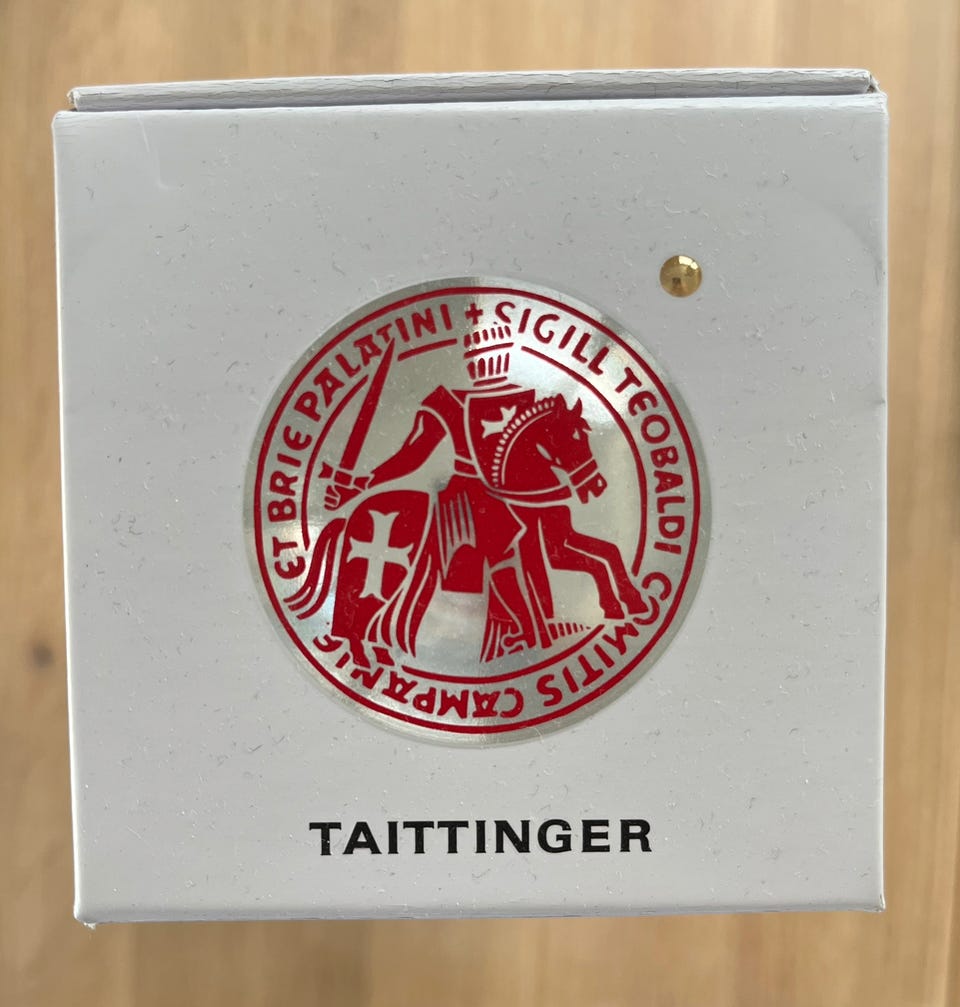 + SIGILL TEOBALDI COMITIS CAMPANIE ET BRIE PALATINI
TAITTINGER